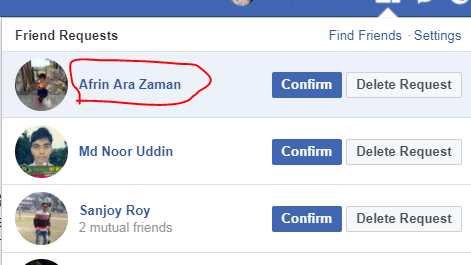 Friend Requests Find Friends · Settings
Afrin Ara Zaman Confirm Delete Request
Md Noor Uddin Confirm Delete Request
Sanjoy Roy Confirm Delete Request
2 mutual friends